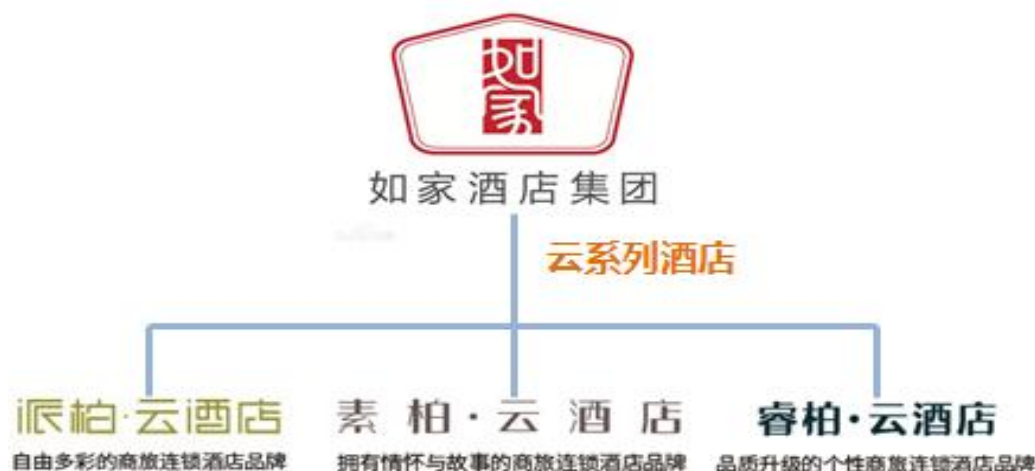 如家
如家酒店集团
云系列酒店
派柏·云酒店
素柏·云酒店
睿柏·云酒店
自由多彩的商旅连锁酒店品牌
拥有情怀与故事的商旅连锁酒店品牌
品质升级的个性商旅连锁酒店品牌